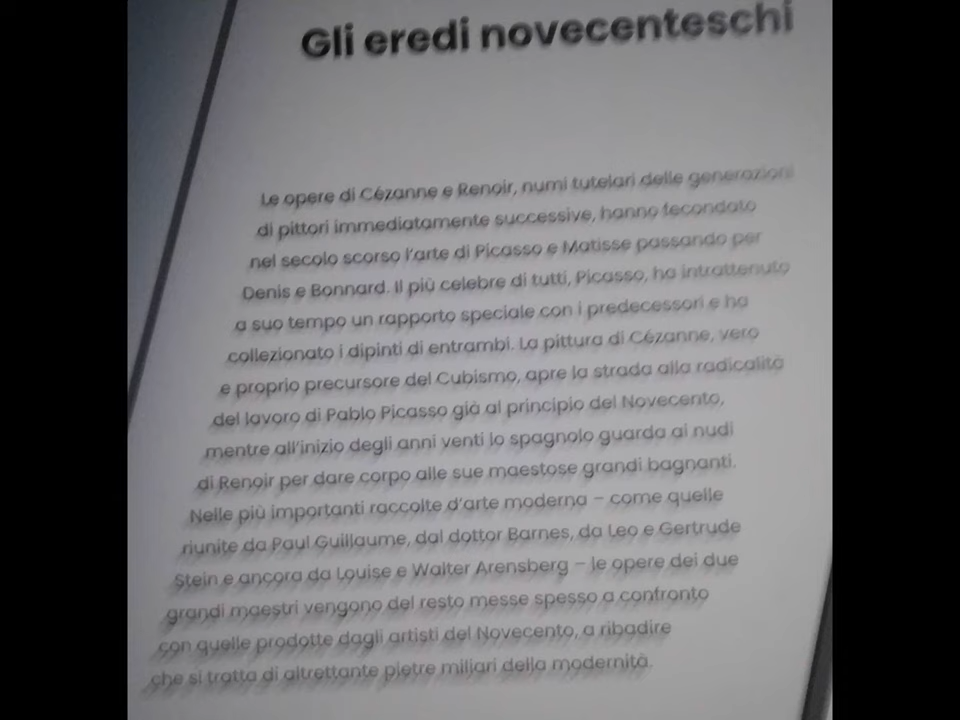 Gli eredi novecenteschi
Le opere di Cézanne e Renoir, numi tutelari delle generazioni
di pittori immediatamente successive, hanno fecondato
nel secolo scorso l'arte di Picasso e Matisse passando per
Denis e Bonnard. Il più celebre di tutti, Picasso, ha intrattenuto
a suo tempo un rapporto speciale con i predecessori e ha
collezionato i dipinti di entrambi. La pittura di Cézanne, vero
e proprio precursore del Cubismo, apre la strada alla radicalità
del lavoro di Pablo Picasso già al principio del Novecento,
mentre all'inizio degli anni venti lo spagnolo guarda ai nudi
di Renoir per dare corpo alle sue maestose grandi bagnanti.
Nelle più importanti raccolte d'arte moderna – come quelle
riunite da Paul Guillaume, dal dottor Barnes, da Leo e Gertrude
Stein e ancora da Louise e Walter Arensberg – le opere dei due
grandi maestri vengono del resto messe spesso a confronto
con quelle prodotte dagli artisti del Novecento, a ribadire
che si tratta di altrettante pietre miliari della modernità.